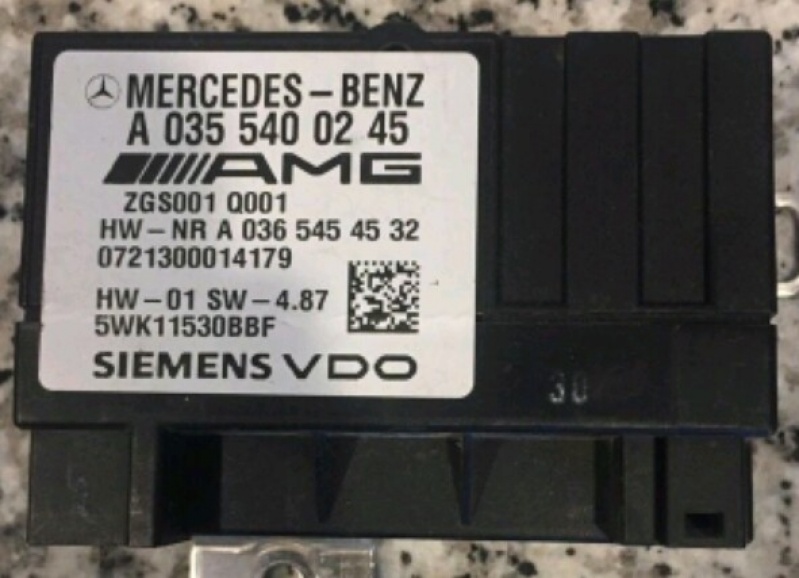 MERCEDES-BENZ
A 035 540 02 45
AMG
ZGS001 Q001
HW-NR A 036 545 45 32
0721300014179
HW-01 SW-4.87
5WK11530BBF
SIEMENS VDO
30